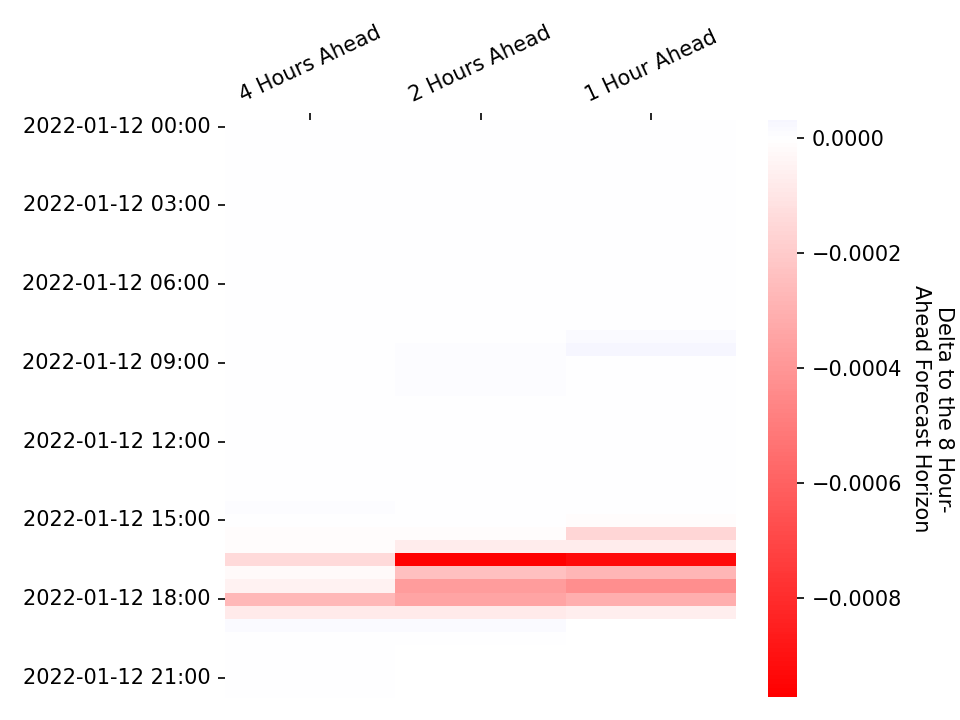 4 Hours Ahead
2 Hours Ahead
1 Hour Ahead
2022-01-12 00:00
2022-01-12 03:00
2022-01-12 06:00
2022-01-12 09:00
2022-01-12 12:00
2022-01-12 15:00
2022-01-12 18:00
2022-01-12 21:00
0.0000
−0.0002
−0.0004
−0.0006
−0.0008
Delta to the 8 Hour-
Ahead Forecast Horizon